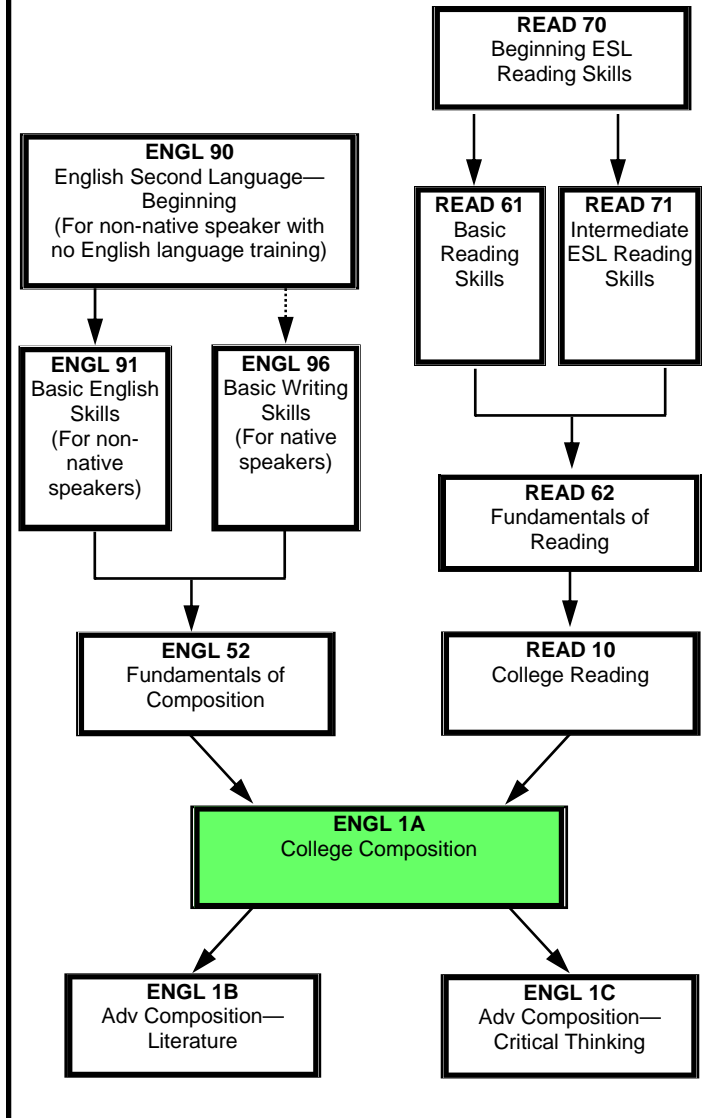 READ 70
Beginning ESL
Reading Skills
ENGL 90
English Second Language—
Beginning
(For non-native speaker with
no English language training)
READ 61
Basic
Reading
Skills
READ 71
Intermediate
ESL Reading
Skills
ENGL 91
Basic English
Skills
(For non-
native
speakers)
ENGL 96
Basic Writing
Skills
(For native
speakers)
READ 62
Fundamentals of
Reading
ENGL 52
Fundamentals of
Composition
READ 10
College Reading
ENGL 1A
College Composition
ENGL 1B
Adv Composition—
Literature
ENGL 1C
Adv Composition—
Critical Thinking